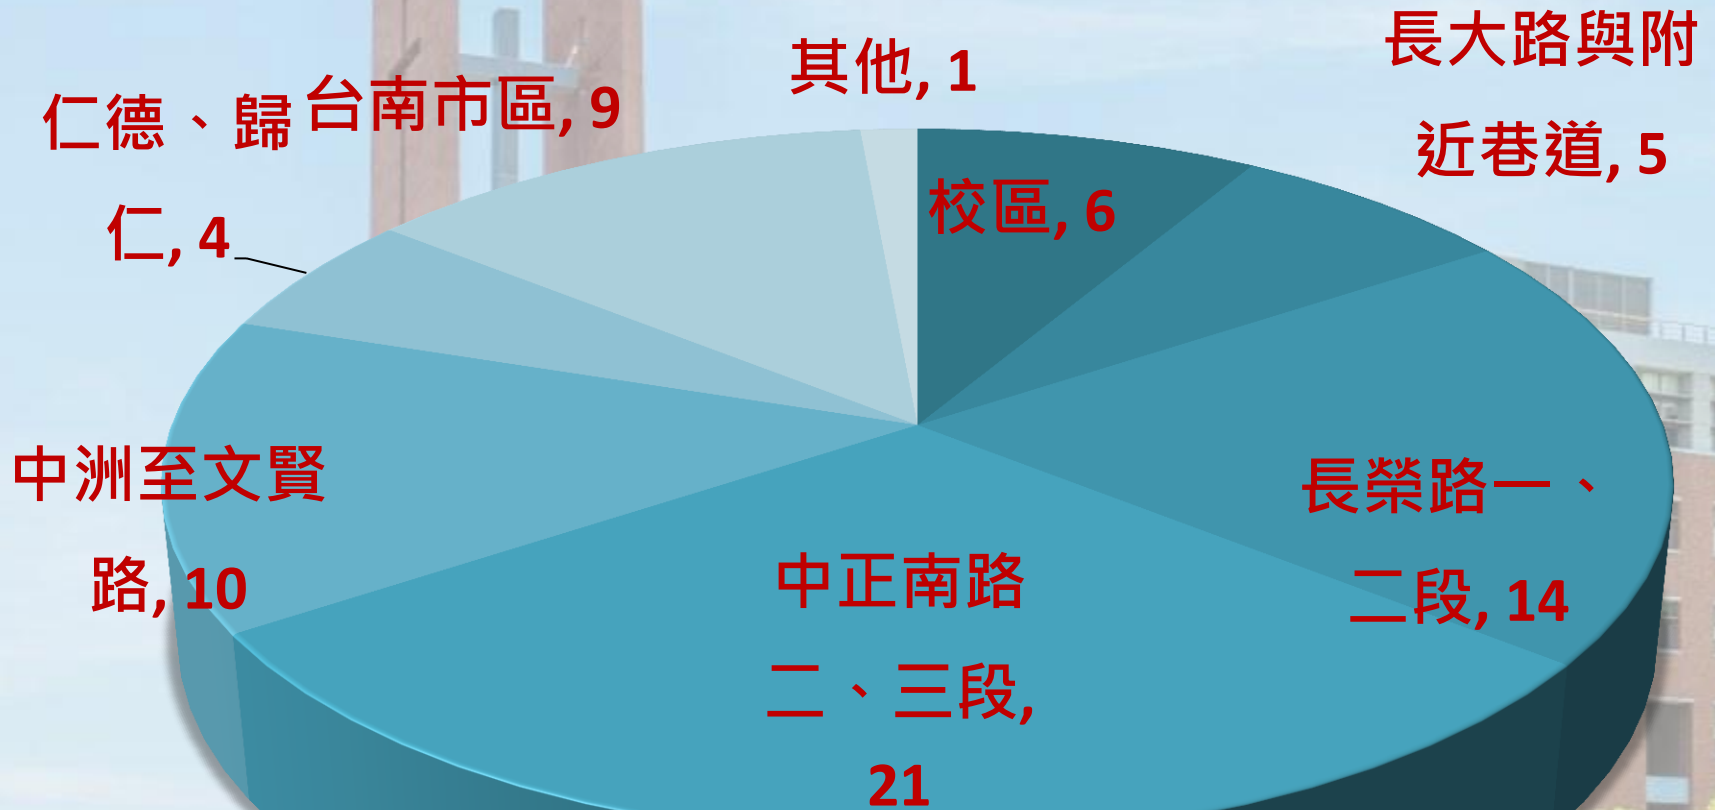 其他, 1
長大路與附
近巷道, 5
台南市區, 9
仁德、歸
仁, 4
校區, 6
中洲至文賢
路, 10
長榮路一、
二段, 14
中正南路
二、三段,
21